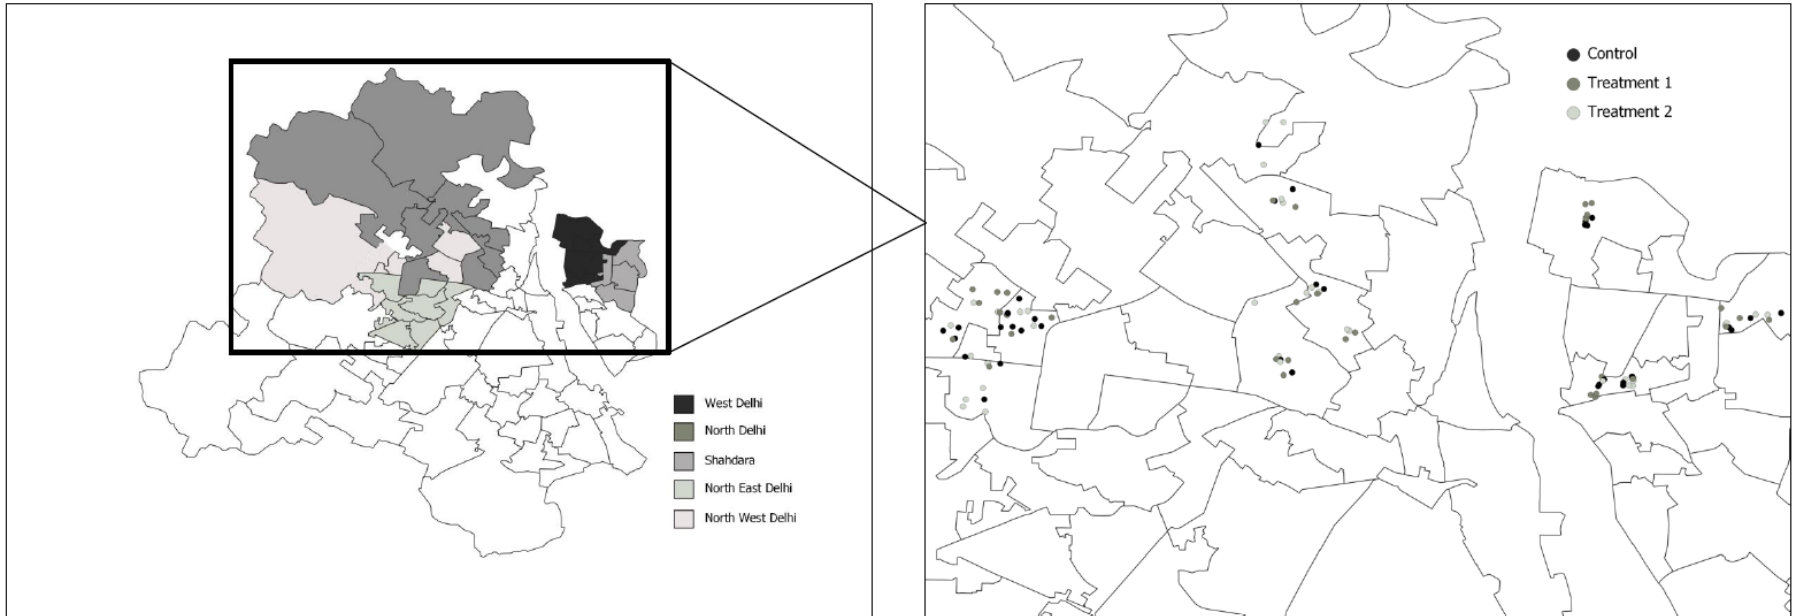 West Delhi
North Delhi
Shahdara
North East Delhi
North West Delhi
Control
Treatment 1
Treatment 2